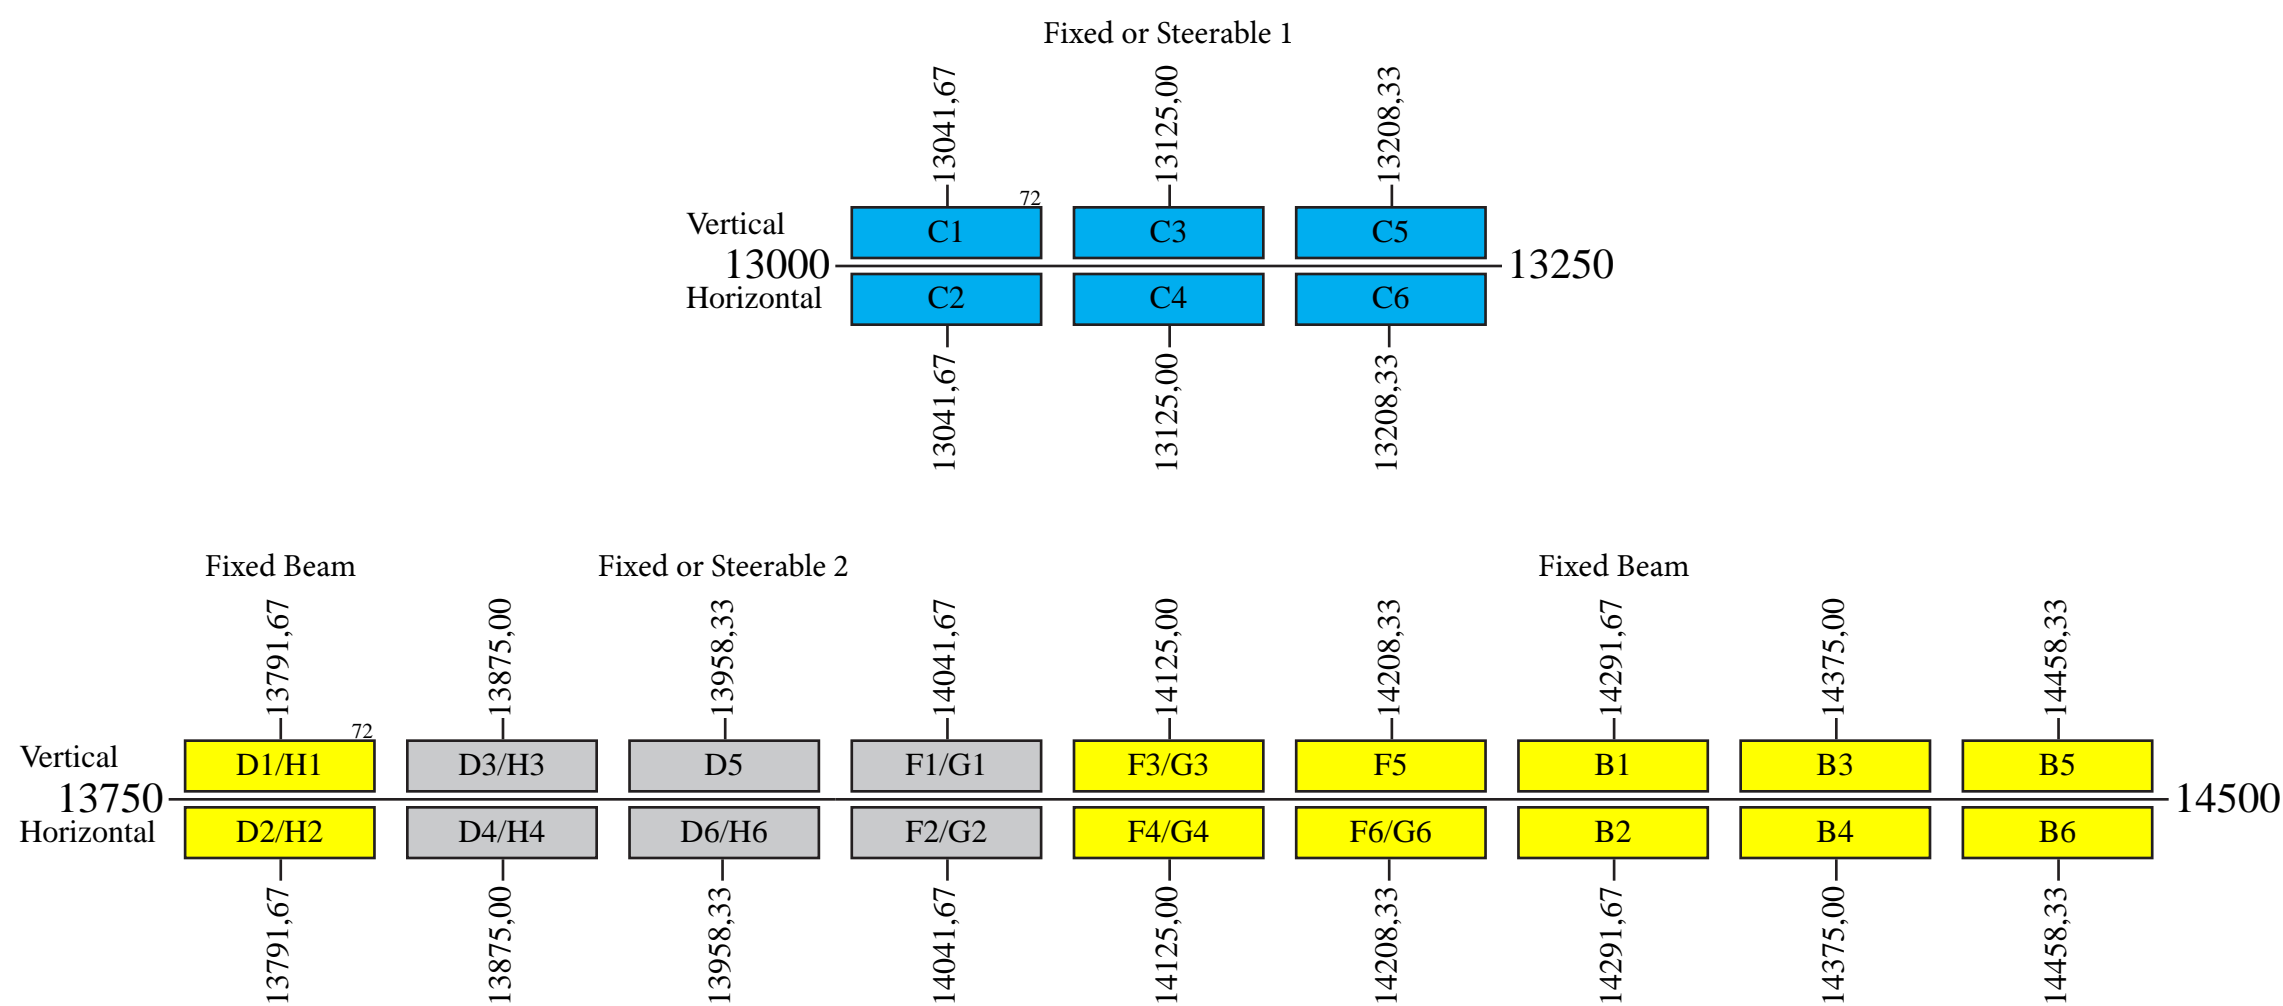 Fixed or Steerable 1
13041,67 13125,00 13208,33
72
Vertical C1 C3 C5
13000 13250
Horizontal C2 C4 C6
13041,67 13125,00 13208,33
Fixed Beam Fixed or Steerable 2 Fixed Beam
13791,67 13875,00 13958,33 14041,67 14125,00 14208,33 14291,67 14375,00 14458,33
72
Vertical D1/H1 D3/H3 D5 F1/G1 F3/G3 F5 B1 B3 B5
13750 14500
Horizontal D2/H2 D4/H4 D6/H6 F2/G2 F4/G4 F6/G6 B2 B4 B6
13791,67 13875,00 13958,33 14041,67 14125,00 14208,33 14291,67 14375,00 14458,33